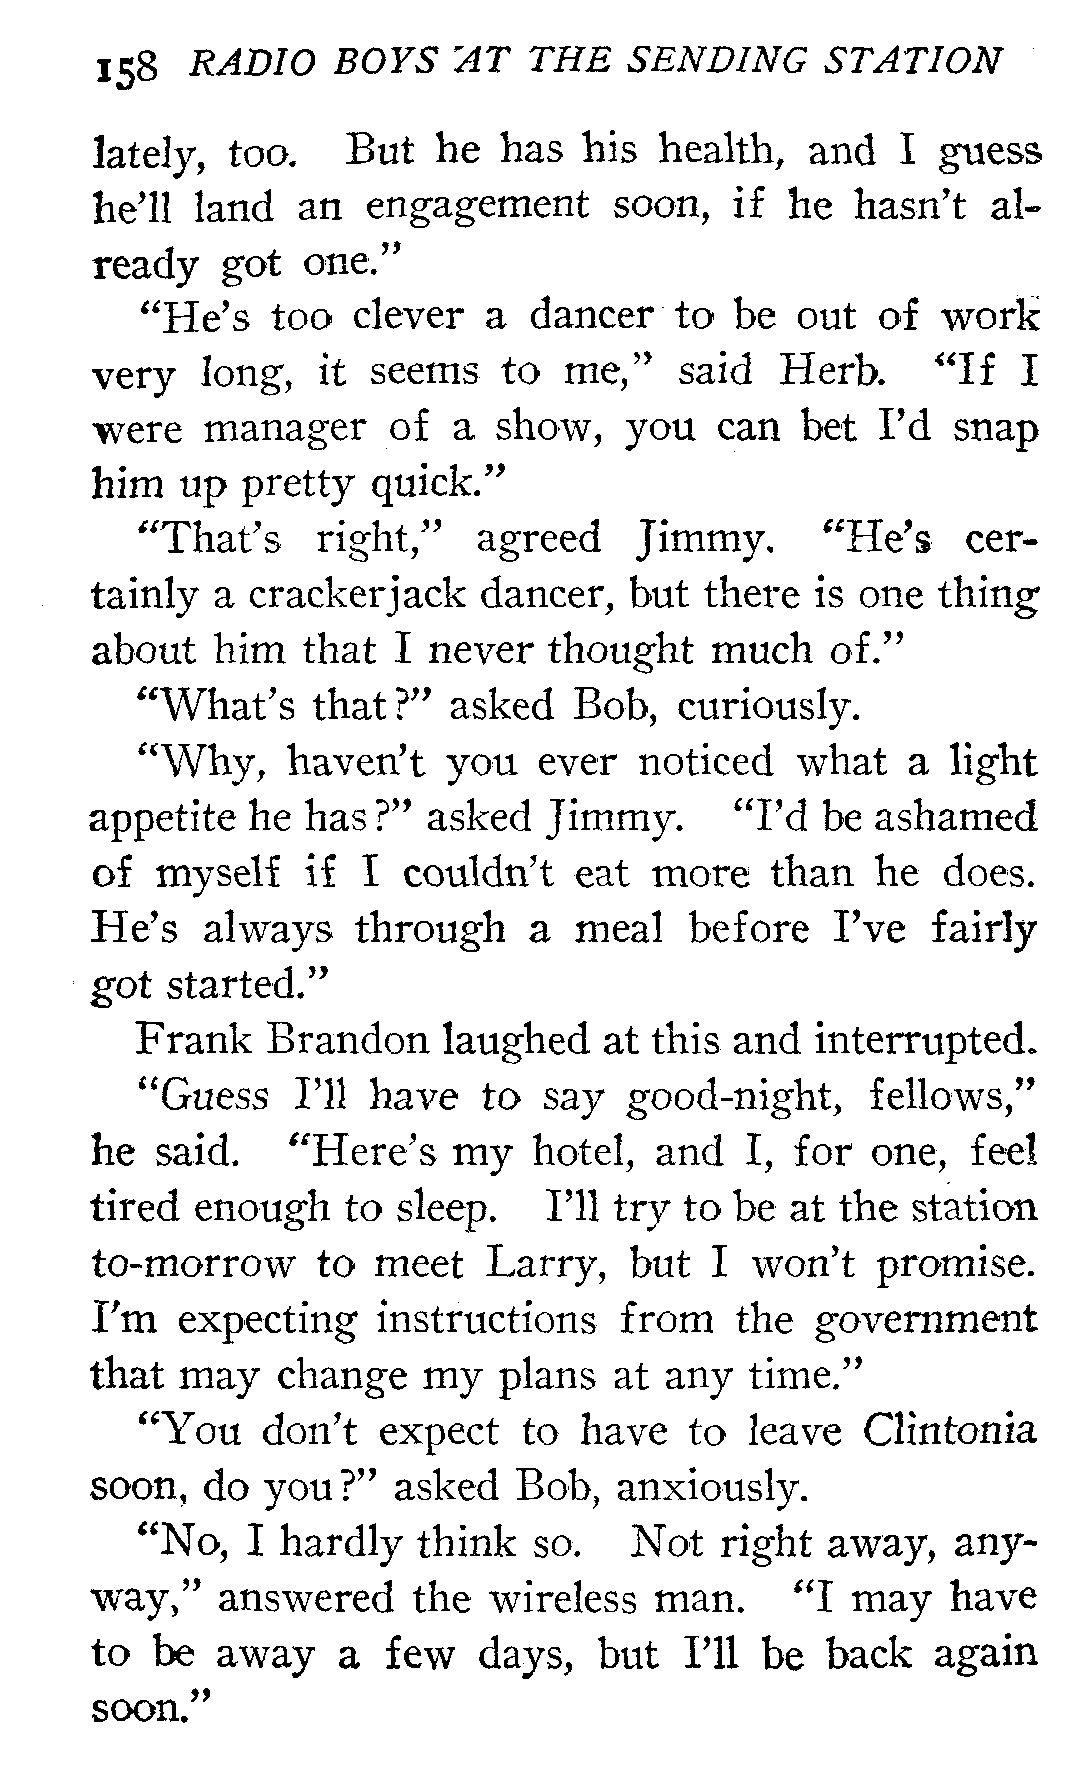 158 RADIO BOYS AT THE SENDING STATION
lately, too. But he has his health, and I guess
he'll land an engagement soon, if he hasn't al-
ready got one."
"He's too clever a dancer to be out of work
very long, it seems to me," said Herb. "If I
were manager of a show, you can bet I'd snap
him up pretty quick."
"That's right," agreed Jimmy. "He's cer-
tainly a crackerjack dancer, but there is one thing
about him that I never thought much of."
"What's that?" asked Bob, curiously.
"Why, haven't you ever noticed what a light
appetite he has?" asked Jimmy. "I'd be ashamed
of myself if I couldn't eat more than he does.
He's always through a meal before I've fairly
got started."
Frank Brandon laughed at this and interrupted.
"Guess I'll have to say good-night, fellows,"
he said. "Here's my hotel, and I, for one, feel
tired enough to sleep. I'll try to be at the station
to-morrow to meet Larry, but I won't promise.
I'm expecting instructions from the government
that may change my plans at any time."
"You don't expect to have to leave Clintonia
soon, do you?" asked Bob, anxiously.
"No, I hardly think so. Not right away, any-
way," answered the wireless man. "I may have
to be away a few days, but I'll be back again
soon."